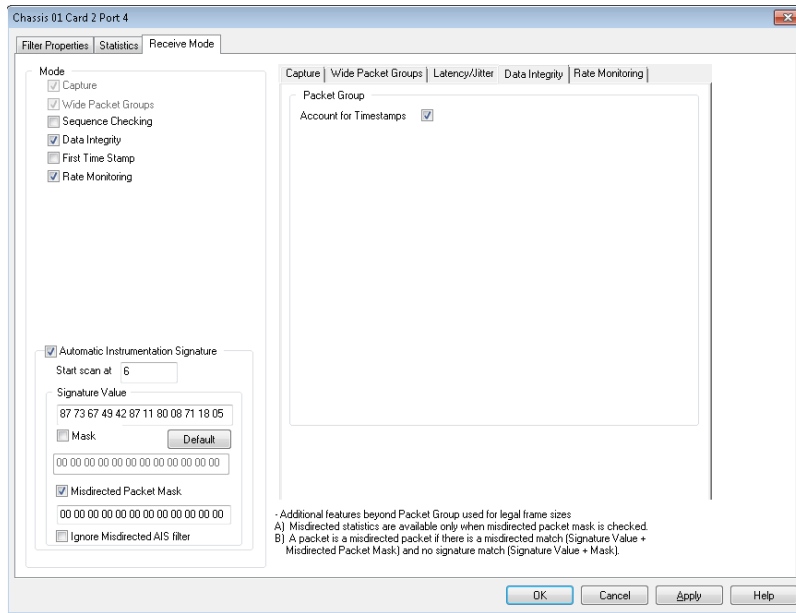 Chassis 01 Card 2 Port 4
Filter Properties Statistics Receive Mode
Mode
Capture
Wide Packet Groups
Sequence Checking
Data Integrity
First Time Stamp
Rate Monitoring
Automatic Instrumentation Signature
Start scan at 6
Signature Value
87 73 67 49 42 87 11 80 08 71 18 05
Mask Default
00 00 00 00 00 00 00 00 00 00 00 00
Misdirected Packet Mask
00 00 00 00 00 00 00 00 00 00 00 00
Ignore Misdirected AIS filter
Capture Wide Packet Groups Latency/Jitter Data Integrity Rate Monitoring
Packet Group
Account for Timestamps
- Additional features beyond Packet Group used for legal frame sizes
A) Misdirected statistics are available only when misdirected packet mask is checked.
B) A packet is a misdirected packet if there is a misdirected match (Signature Value +
Misdirected Packet Mask) and no signature match (Signature Value + Mask).
OK Cancel Apply Help